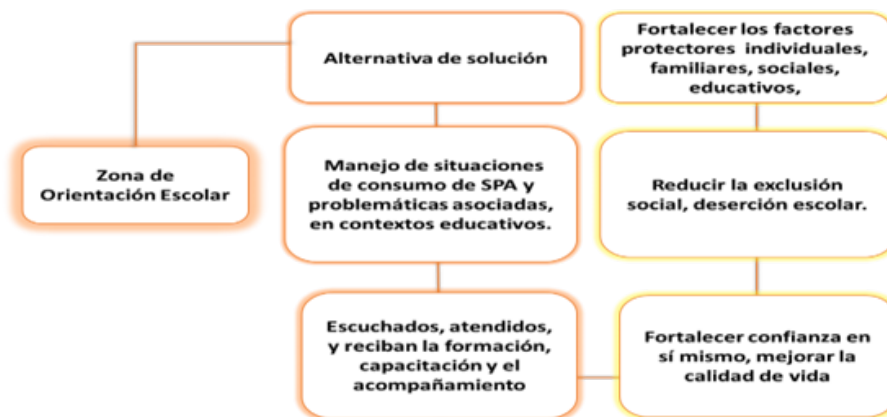 Zona de
Orientación Escolar
Alternativa de solución
Manejo de situaciones
de consumo de SPA y
problemáticas asociadas,
en contextos educativos.
Escuchados, atendidos,
y reciban la formación,
capacitación y el
acompañamiento
Fortalecer confianza en
sí mismo, mejorar la
calidad de vida
Reducir la exclusión
social, deserción escolar.
Fortalecer los factores
protectores individuales,
familiares, sociales,
educativos,